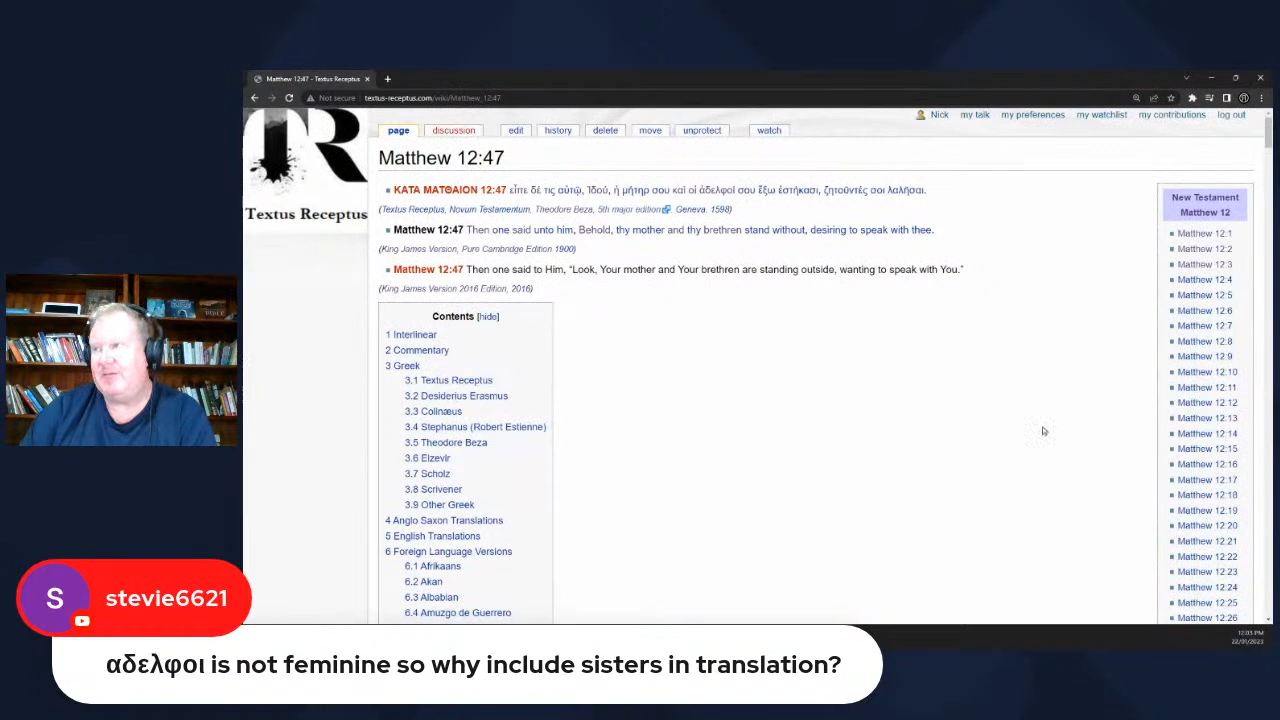 Matthew 12:47 - Textus Receptus
Not secure textus-receptus.com/wiki/Matthew_12:47
Nick my talk my preferences my watchlist my contributions log out
page discussion edit history delete move unprotect watch
TR
Textus Receptus
Matthew 12:47
ΚΑΤΑ ΜΑΤΘΑΙΟΝ 12:47 εἶπε δέ τις αὐτῷ, Ἰδού, ἡ μήτηρ σου καὶ οἱ ἀδελφοί σου ἔξω ἑστήκασι, ζητοῦντές σοι λαλῆσαι.
(Textus Receptus, Novum Testamentum, Theodore Beza, 5th major edition. Geneva. 1598)
Matthew 12:47 Then one said unto him, Behold, thy mother and thy brethren stand without, desiring to speak with thee.
(King James Version, Pure Cambridge Edition 1900)
Matthew 12:47 Then one said to Him, “Look, Your mother and Your brethren are standing outside, wanting to speak with You.”
(King James Version 2016 Edition, 2016)
Contents [hide]
1 Interlinear
2 Commentary
3 Greek
3.1 Textus Receptus
3.2 Desiderius Erasmus
3.3 Colinæus
3.4 Stephanus (Robert Estienne)
3.5 Theodore Beza
3.6 Elzevir
3.7 Scholz
3.8 Scrivener
3.9 Other Greek
4 Anglo Saxon Translations
5 English Translations
6 Foreign Language Versions
6.1 Afrikaans
6.2 Akan
6.3 Albanian
6.4 Amuzgo de Guerrero
New Testament
Matthew 12
Matthew 12:1
Matthew 12:2
Matthew 12:3
Matthew 12:4
Matthew 12:5
Matthew 12:6
Matthew 12:7
Matthew 12:8
Matthew 12:9
Matthew 12:10
Matthew 12:11
Matthew 12:12
Matthew 12:13
Matthew 12:14
Matthew 12:15
Matthew 12:16
Matthew 12:17
Matthew 12:18
Matthew 12:19
Matthew 12:20
Matthew 12:21
Matthew 12:22
Matthew 12:23
Matthew 12:24
Matthew 12:25
Matthew 12:26
12:03 PM
22/01/2023
S
stevie6621
αδελφοι is not feminine so why include sisters in translation?